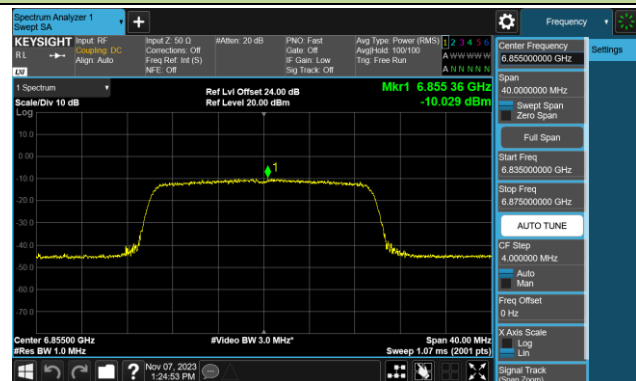 Spectrum Analyzer 1
Swept SA
+
Frequency
KEYSIGHT
RL
Input: RF
Coupling: DC
Align: Auto
Input Z: 50 Ω
Corrections: Off
Freq Ref: Int (S)
NFE: Off
#Atten: 20 dB
PNO: Fast
Gate: Off
IF Gain: Low
Sig Track: Off
Avg Type: Power (RMS)
Avg|Hold: 100/100
Trig: Free Run
1 2 3 4 5 6
A W W W W W
A N N N N N
LXI
1 Spectrum
Scale/Div 10 dB
Log
Ref Lvl Offset 24.00 dB
Ref Level 20.00 dBm
Mkr1 6.855 36 GHz
-10.029 dBm
10.0
0.00
-10.0
-20.0
-30.0
-40.0
-50.0
-60.0
-70.0
1
Center 6.85500 GHz
#Res BW 1.0 MHz
#Video BW 3.0 MHz*
Span 40.00 MHz
Sweep 1.07 ms (2001 pts)
Center Frequency
6.855000000 GHz
Span
40.0000000 MHz
Swept Span
Zero Span
Full Span
Start Freq
6.835000000 GHz
Stop Freq
6.875000000 GHz
AUTO TUNE
CF Step
4.000000 MHz
Auto
Man
Freq Offset
0 Hz
X Axis Scale
Log
Lin
Signal Track
(Span Zoom)
Settings
?
Nov 07, 2023
1:24:53 PM